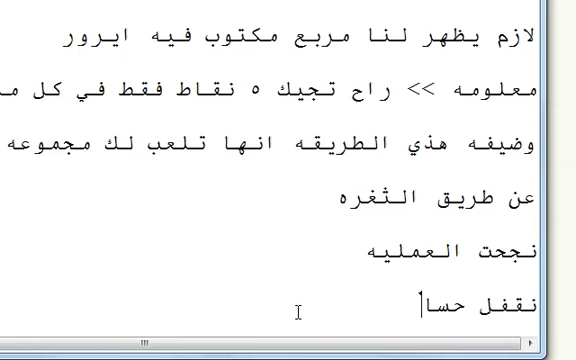 لازم يظهر لنا مربع مكتوب فيه ايرور
معلومه >> راح تجيك ٥ نقاط فقط في كل
وضيفه هذي الطريقه انها تلعب لك مجموعه
عن طريق الثغره
نجحت العمليه
نقفل حسا